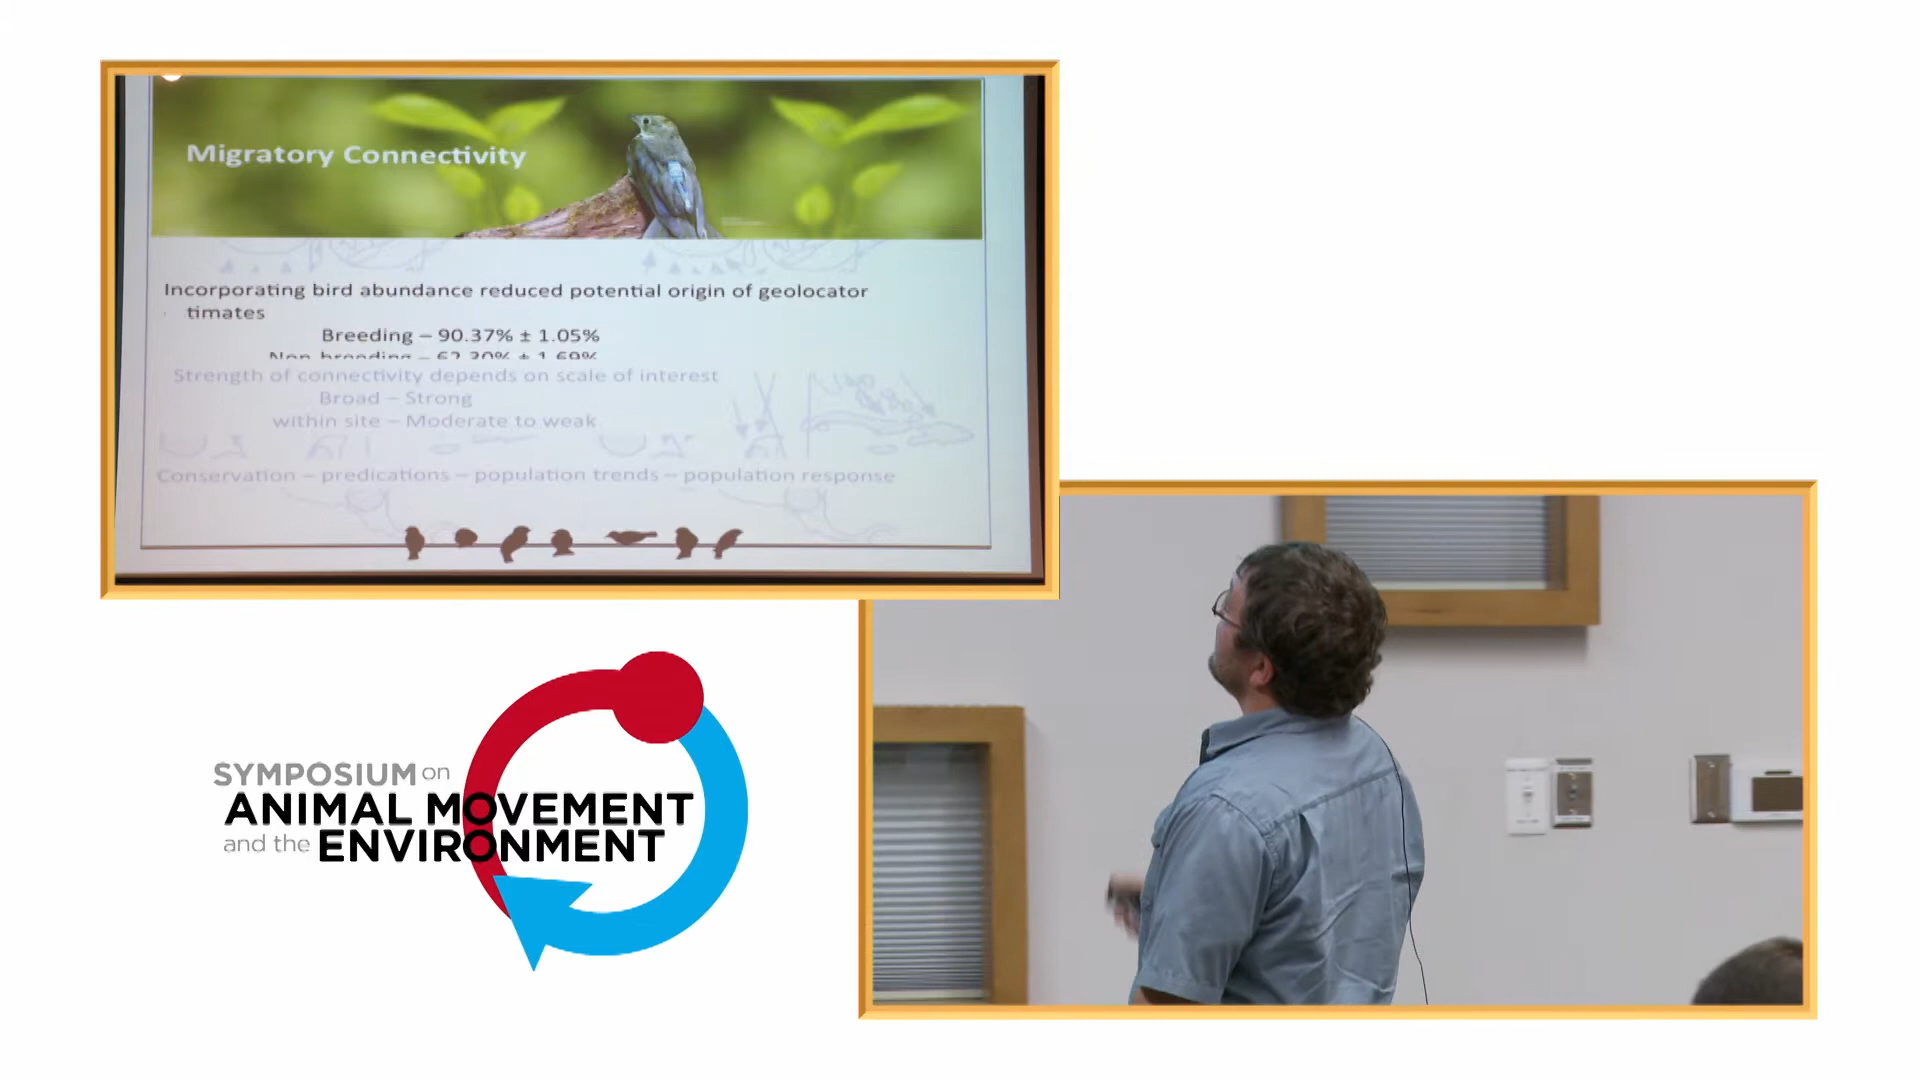 Migratory Connectivity
Incorporating bird abundance reduced potential origin of geolocator
timates
Breeding – 90.37% ± 1.05%
Non-breeding – 62.30% ± 1.69%
Strength of connectivity depends on scale of interest
Broad – Strong
within site – Moderate to weak
Conservation – predications – population trends – population response
SYMPOSIUM on
ANIMAL MOVEMENT
and the ENVIRONMENT